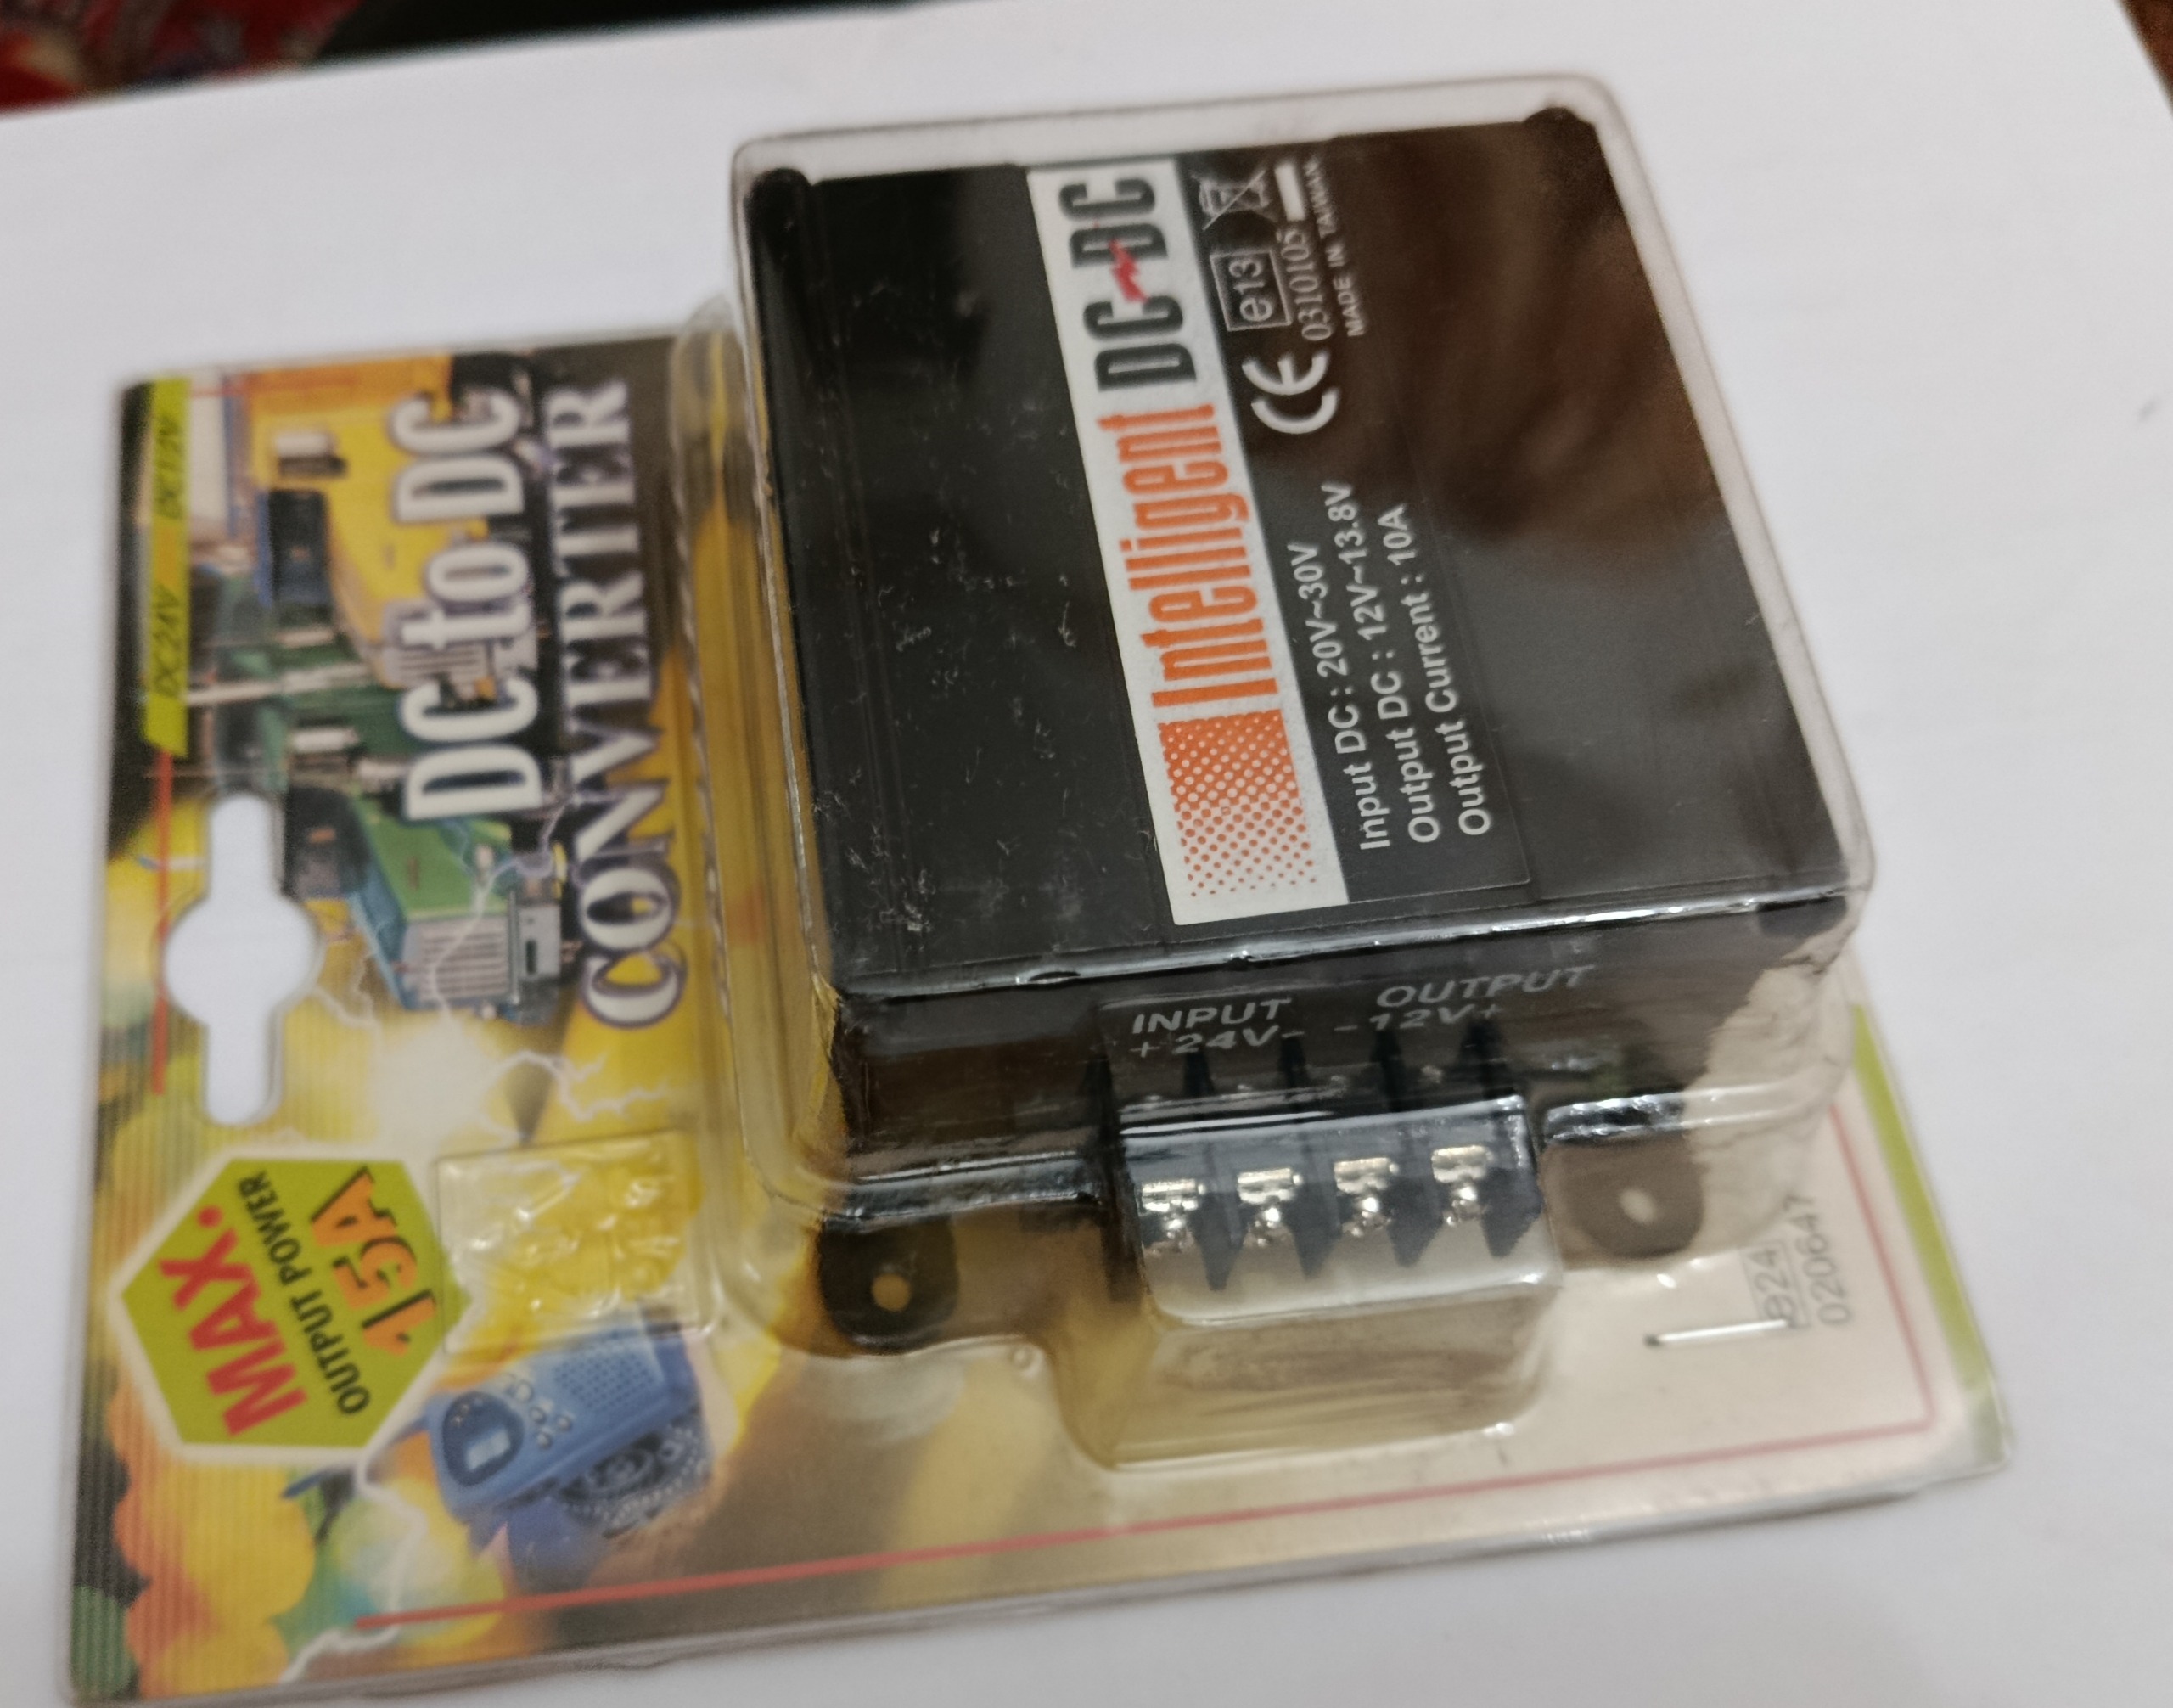 DC24V DC12V
DC to DC
CONVERTER
MAX.
OUTPUT POWER
15A
Intelligent DC DC
Input DC : 20V~30V
Output DC : 12V~13.8V
Output Current : 10A
CE e13
0310105
MADE IN TAIWAN
INPUT OUTPUT
+ 24V- -12V+
B24
020647